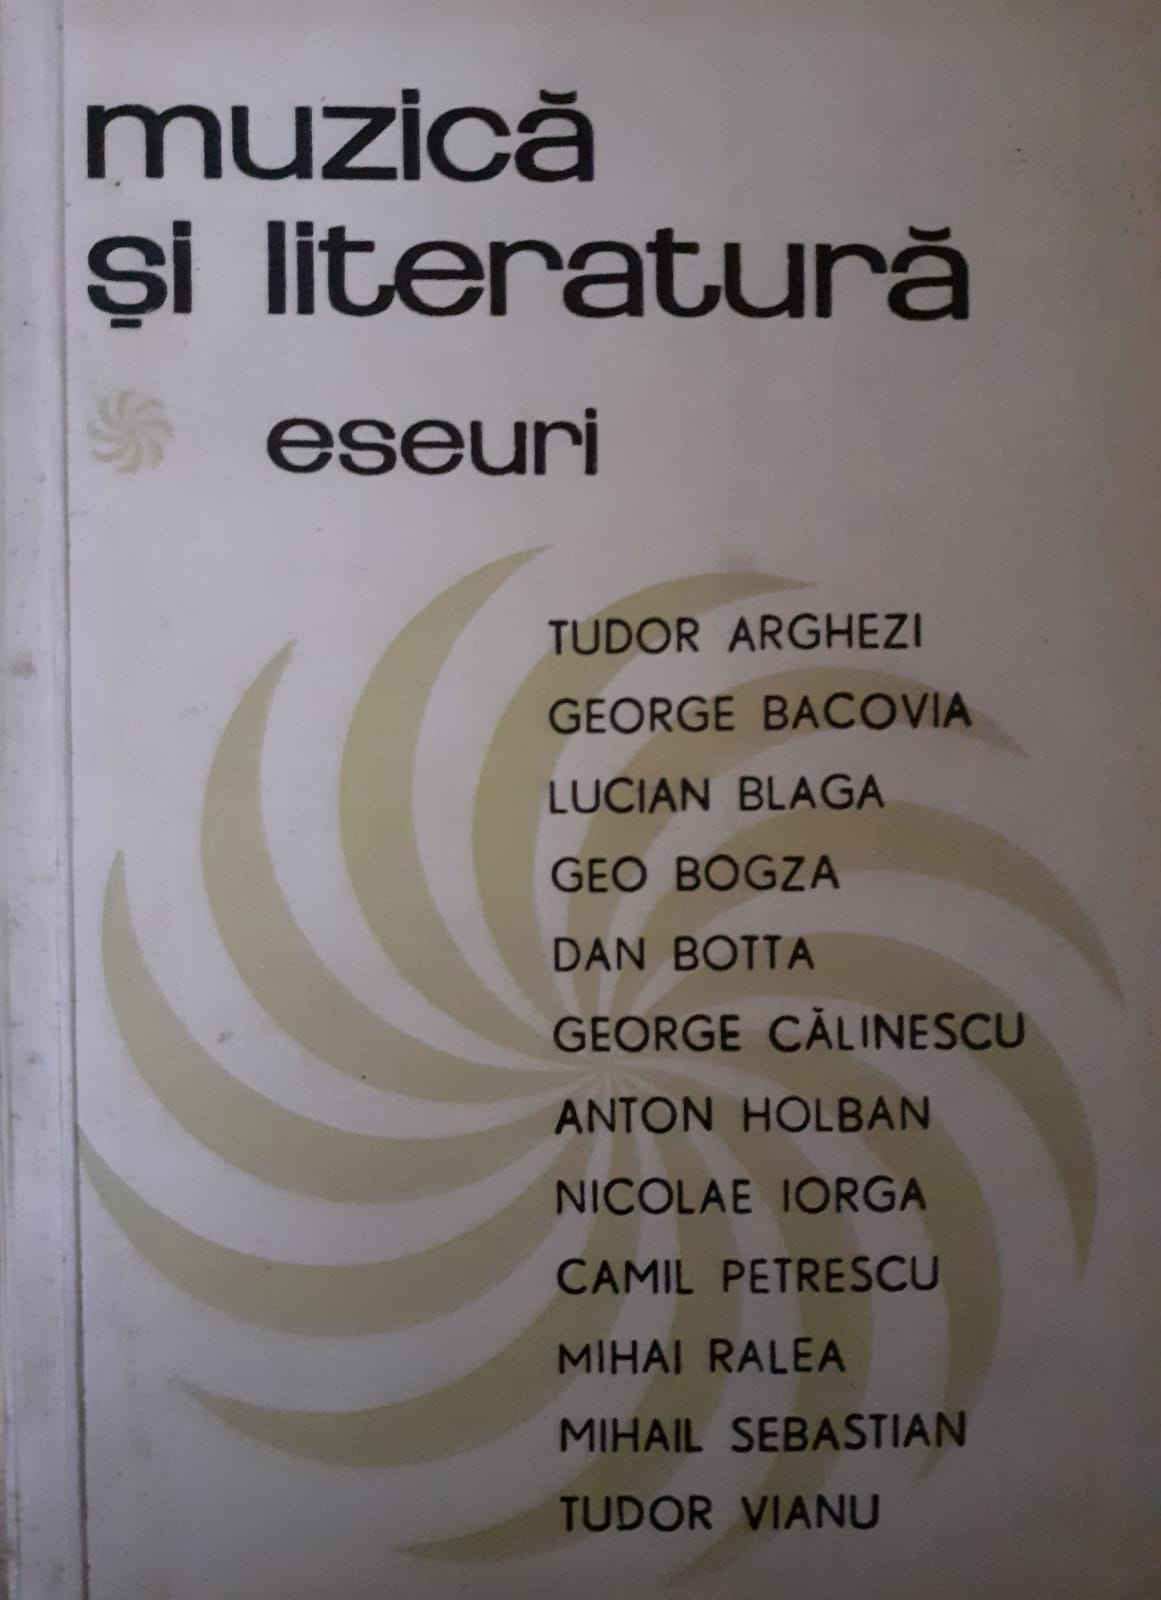 muzică
și literatură
eseuri
TUDOR ARGHEZI
GEORGE BACOVIA
LUCIAN BLAGA
GEO BOGZA
DAN BOTTA
GEORGE CĂLINESCU
ANTON HOLBAN
NICOLAE IORGA
CAMIL PETRESCU
MIHAI RALEA
MIHAIL SEBASTIAN
TUDOR VIANU